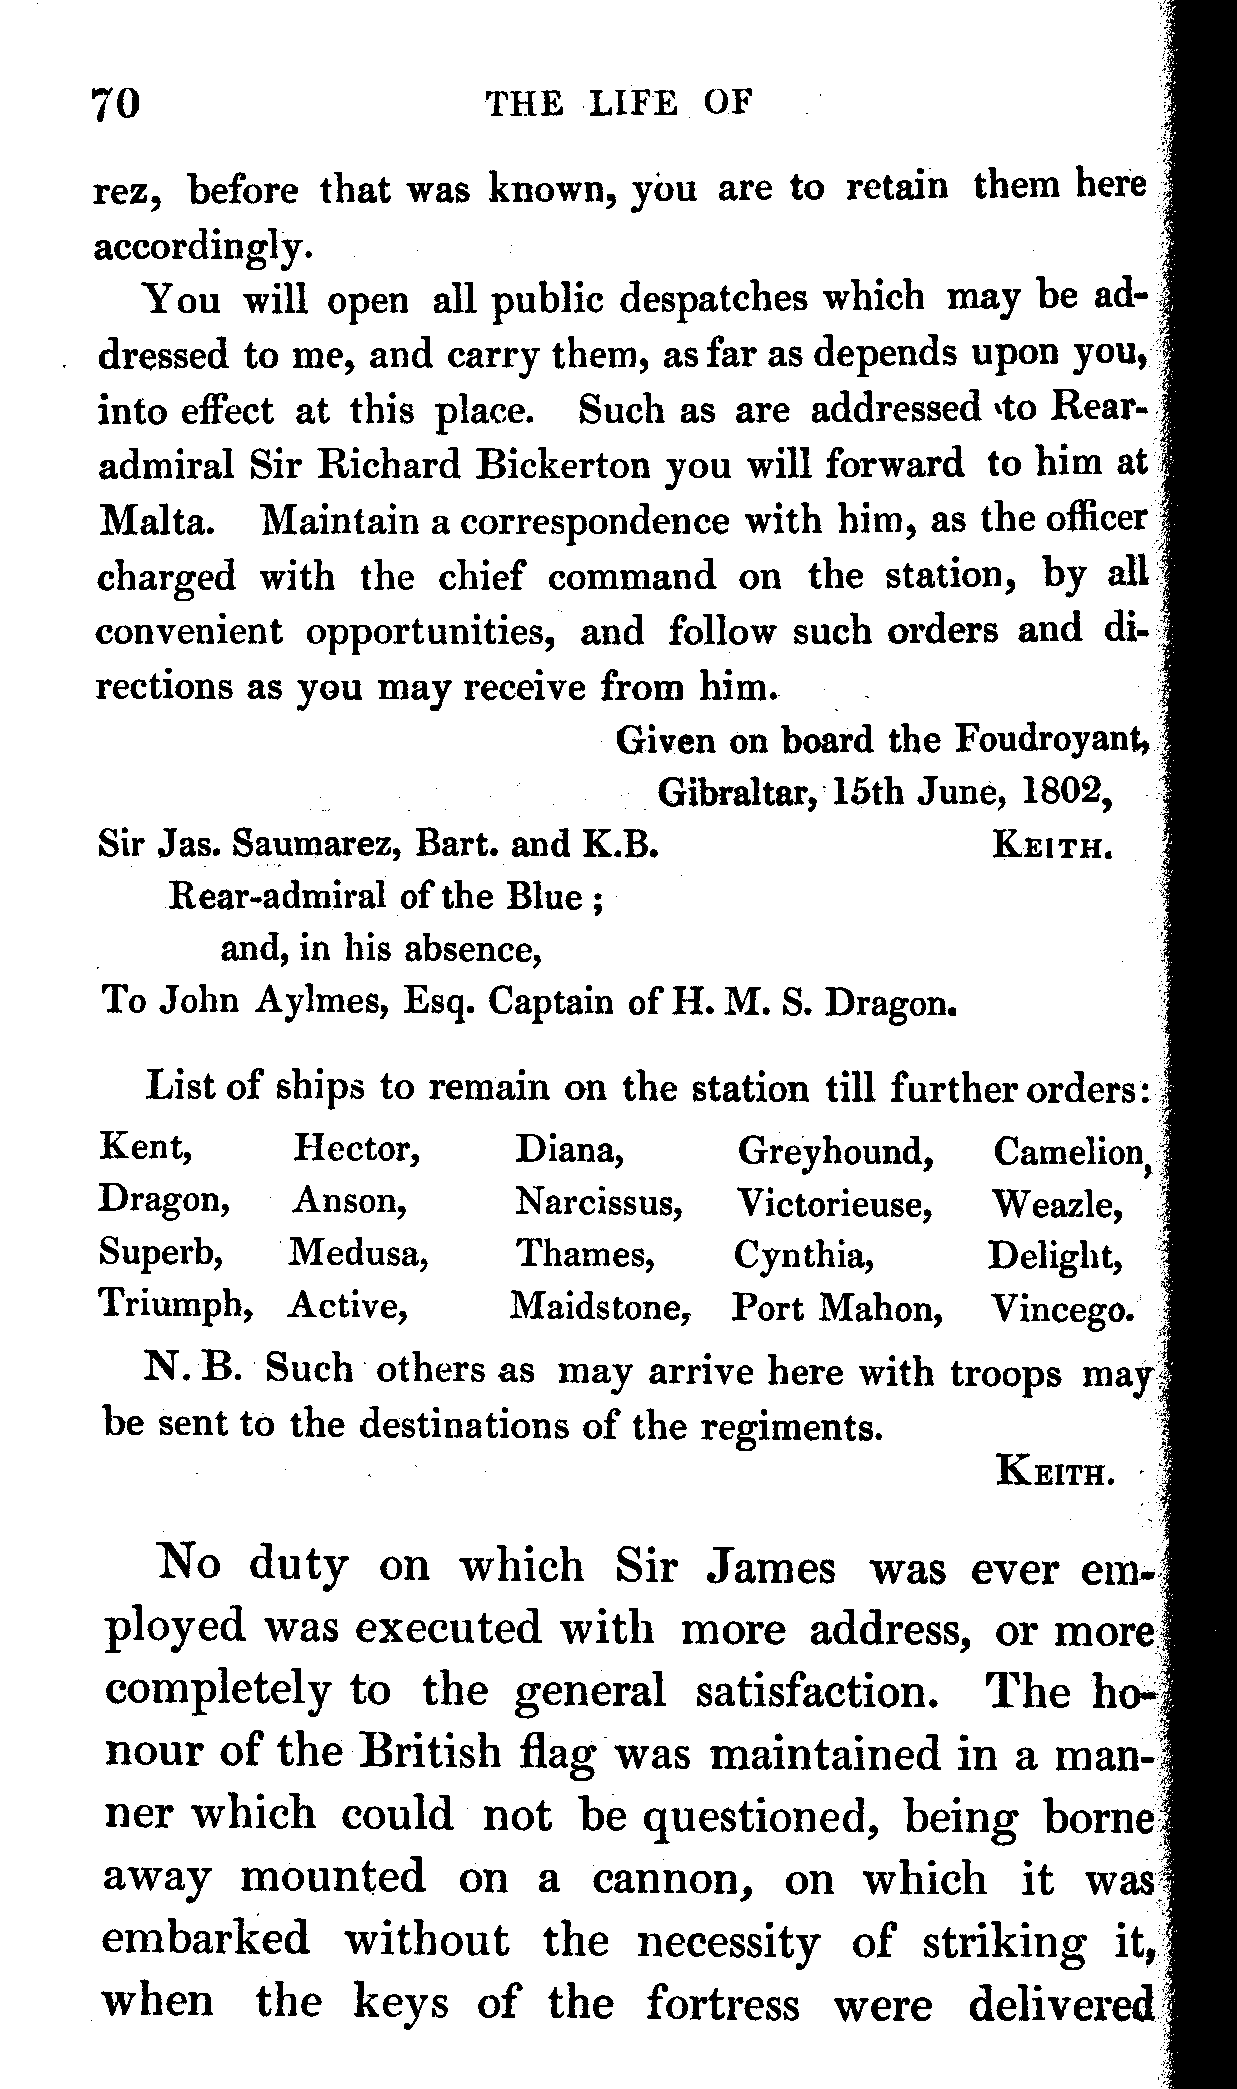 70 THE LIFE OF
rez, before that was known, you are to retain them here
accordingly.
You will open all public despatches which may be ad-
dressed to me, and carry them, as far as depends upon you,
into effect at this place. Such as are addressed to Rear-
admiral Sir Richard Bickerton you will forward to him at
Malta. Maintain a correspondence with him, as the officer
charged with the chief command on the station, by all
convenient opportunities, and follow such orders and di-
rections as you may receive from him.
Given on board the Foudroyant,
Gibraltar, 15th June, 1802,
Sir Jas. Saumarez, Bart. and K.B. KEITH.
Rear-admiral of the Blue;
and, in his absence,
To John Aylmes, Esq. Captain of H. M. S. Dragon.
List of ships to remain on the station till further orders:
Kent, Hector, Diana, Greyhound, Camelion,
Dragon, Anson, Narcissus, Victorieuse, Weazle,
Superb, Medusa, Thames, Cynthia, Delight,
Triumph, Active, Maidstone, Port Mahon, Vincego.
N. B. Such others as may arrive here with troops may
be sent to the destinations of the regiments.
KEITH.
No duty on which Sir James was ever em-
ployed was executed with more address, or more
completely to the general satisfaction. The ho-
nour of the British flag was maintained in a man-
ner which could not be questioned, being borne
away mounted on a cannon, on which it was
embarked without the necessity of striking it,
when the keys of the fortress were delivered